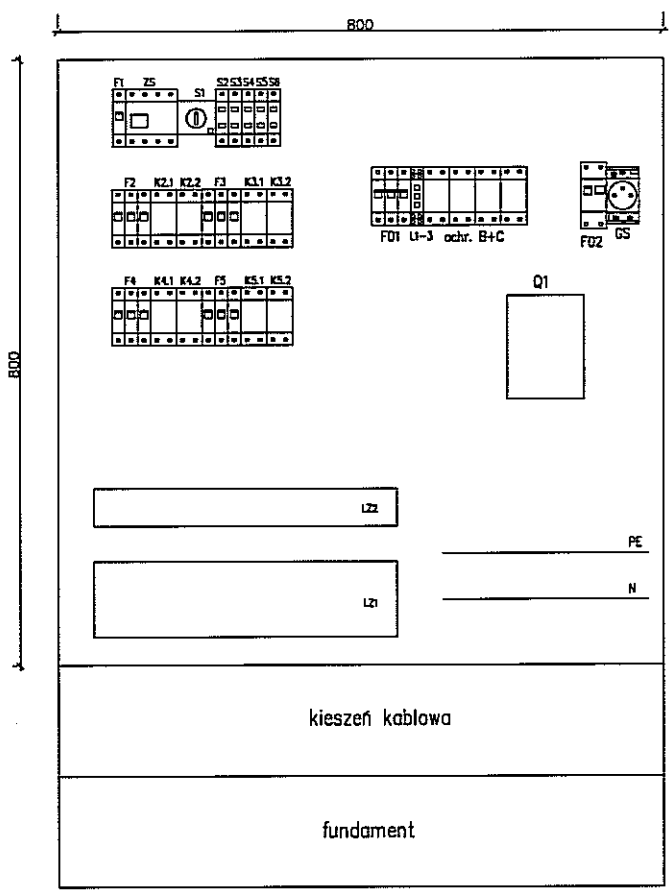 800
800
F1 ZS S1 S2 S3 S4 S5 S6
F2 K2.1 K2.2 F3 K3.1 K3.2
F01 L1-3 ochr. B+C
F02 GS
F4 K4.1 K4.2 F5 K5.1 K5.2
Q1
LZ2
PE
LZ1
N
kieszeń kablowa
fundament